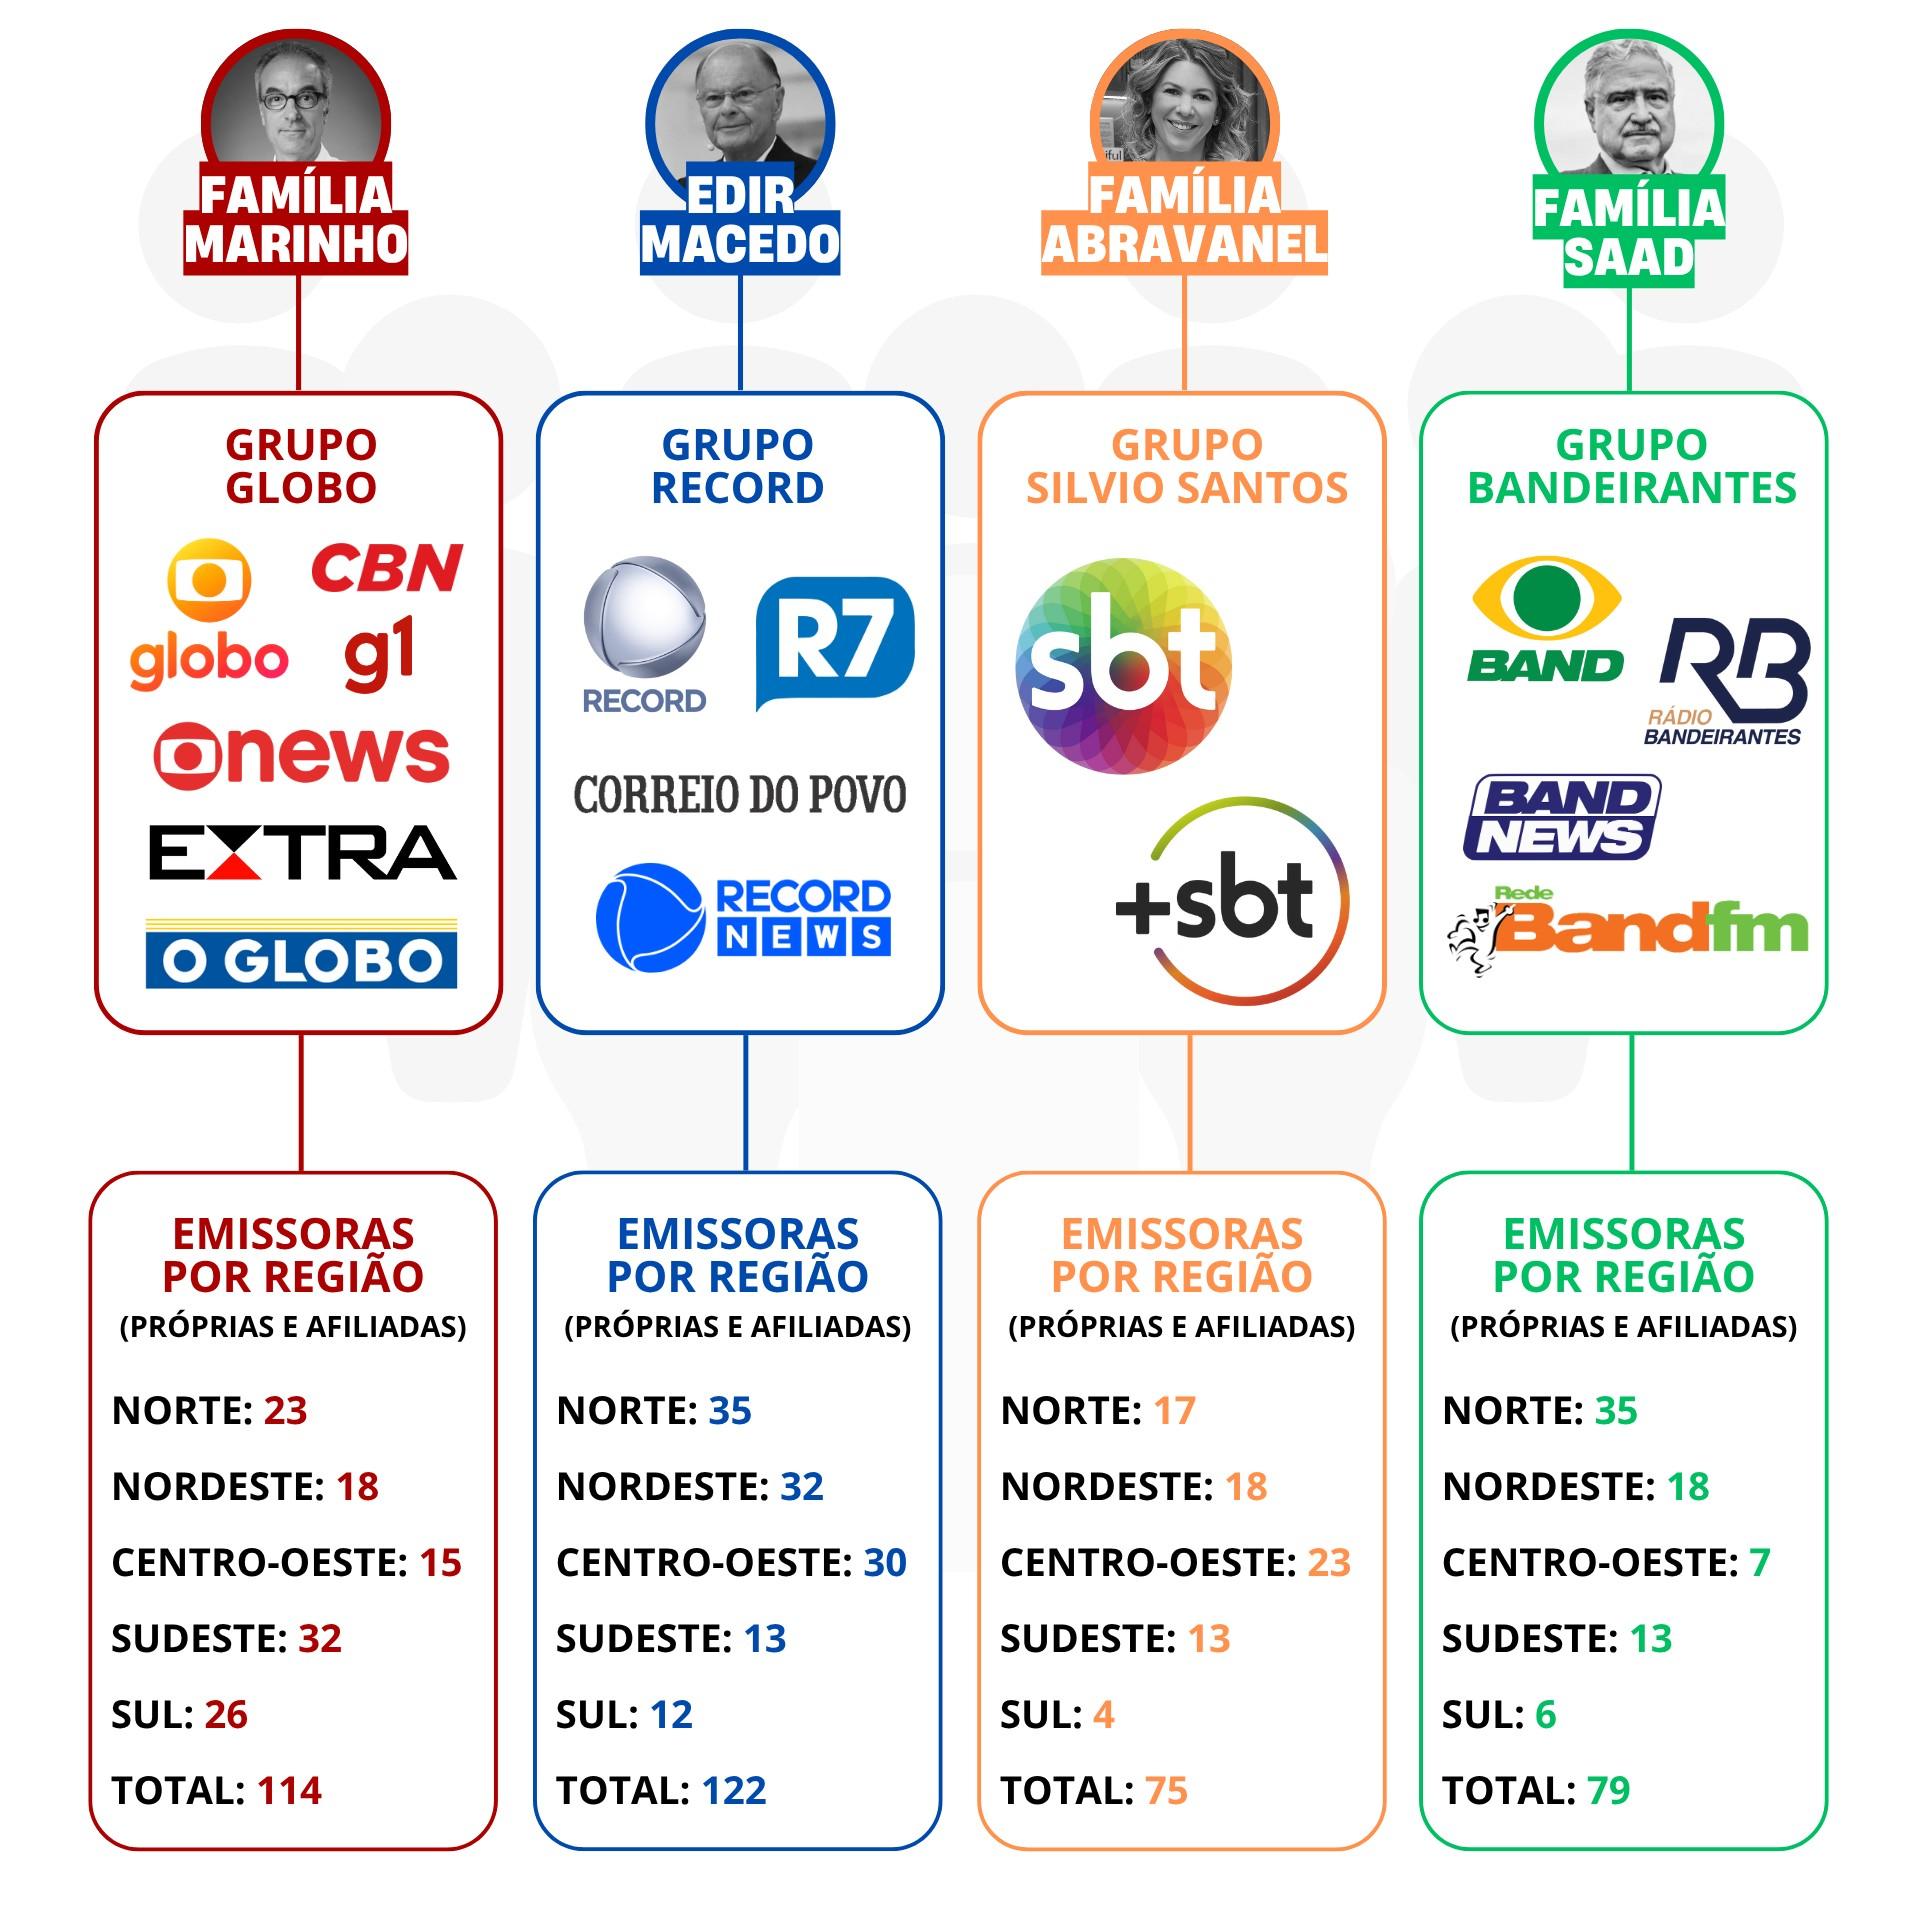 iful
FAMÍLIA
MARINHO
EDIR
MACEDO
FAMÍLIA
ABRAVANEL
FAMÍLIA
SAAD
GRUPO
GLOBO
globo
CBN
g1
news
EXTRA
O GLOBO
GRUPO
RECORD
RECORD
R7
CORREIO DO POVO
RECORD
NEWS
GRUPO
SILVIO SANTOS
sbt
+sbt
GRUPO
BANDEIRANTES
BAND
RB
RÁDIO
BANDEIRANTES
BAND
NEWS
Rede
Bandfm
EMISSORAS
POR REGIÃO
(PRÓPRIAS E AFILIADAS)
NORTE: 23
NORDESTE: 18
CENTRO-OESTE: 15
SUDESTE: 32
SUL: 26
TOTAL: 114
EMISSORAS
POR REGIÃO
(PRÓPRIAS E AFILIADAS)
NORTE: 35
NORDESTE: 32
CENTRO-OESTE: 30
SUDESTE: 13
SUL: 12
TOTAL: 122
EMISSORAS
POR REGIÃO
(PRÓPRIAS E AFILIADAS)
NORTE: 17
NORDESTE: 18
CENTRO-OESTE: 23
SUDESTE: 13
SUL: 4
TOTAL: 75
EMISSORAS
POR REGIÃO
(PRÓPRIAS E AFILIADAS)
NORTE: 35
NORDESTE: 18
CENTRO-OESTE: 7
SUDESTE: 13
SUL: 6
TOTAL: 79